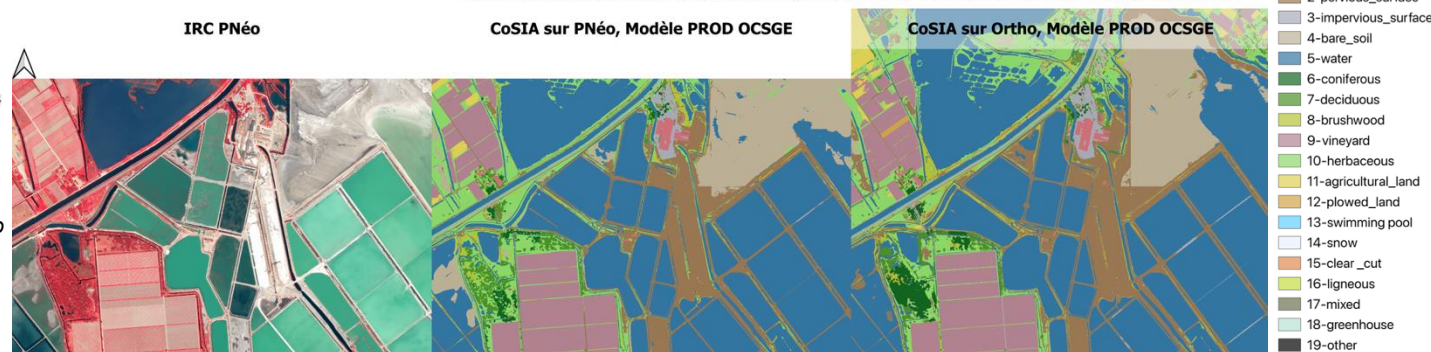 IRC PNéo
CoSIA sur PNéo, Modèle PROD OCSGE
CoSIA sur Ortho, Modèle PROD OCSGE
3-impervious_surface
4-bare_soil
5-water
6-coniferous
7-deciduous
8-brushwood
9-vineyard
10-herbaceous
11-agricultural_land
12-plowed_land
13-swimming pool
14-snow
15-clear_cut
16-ligneous
17-mixed
18-greenhouse
19-other